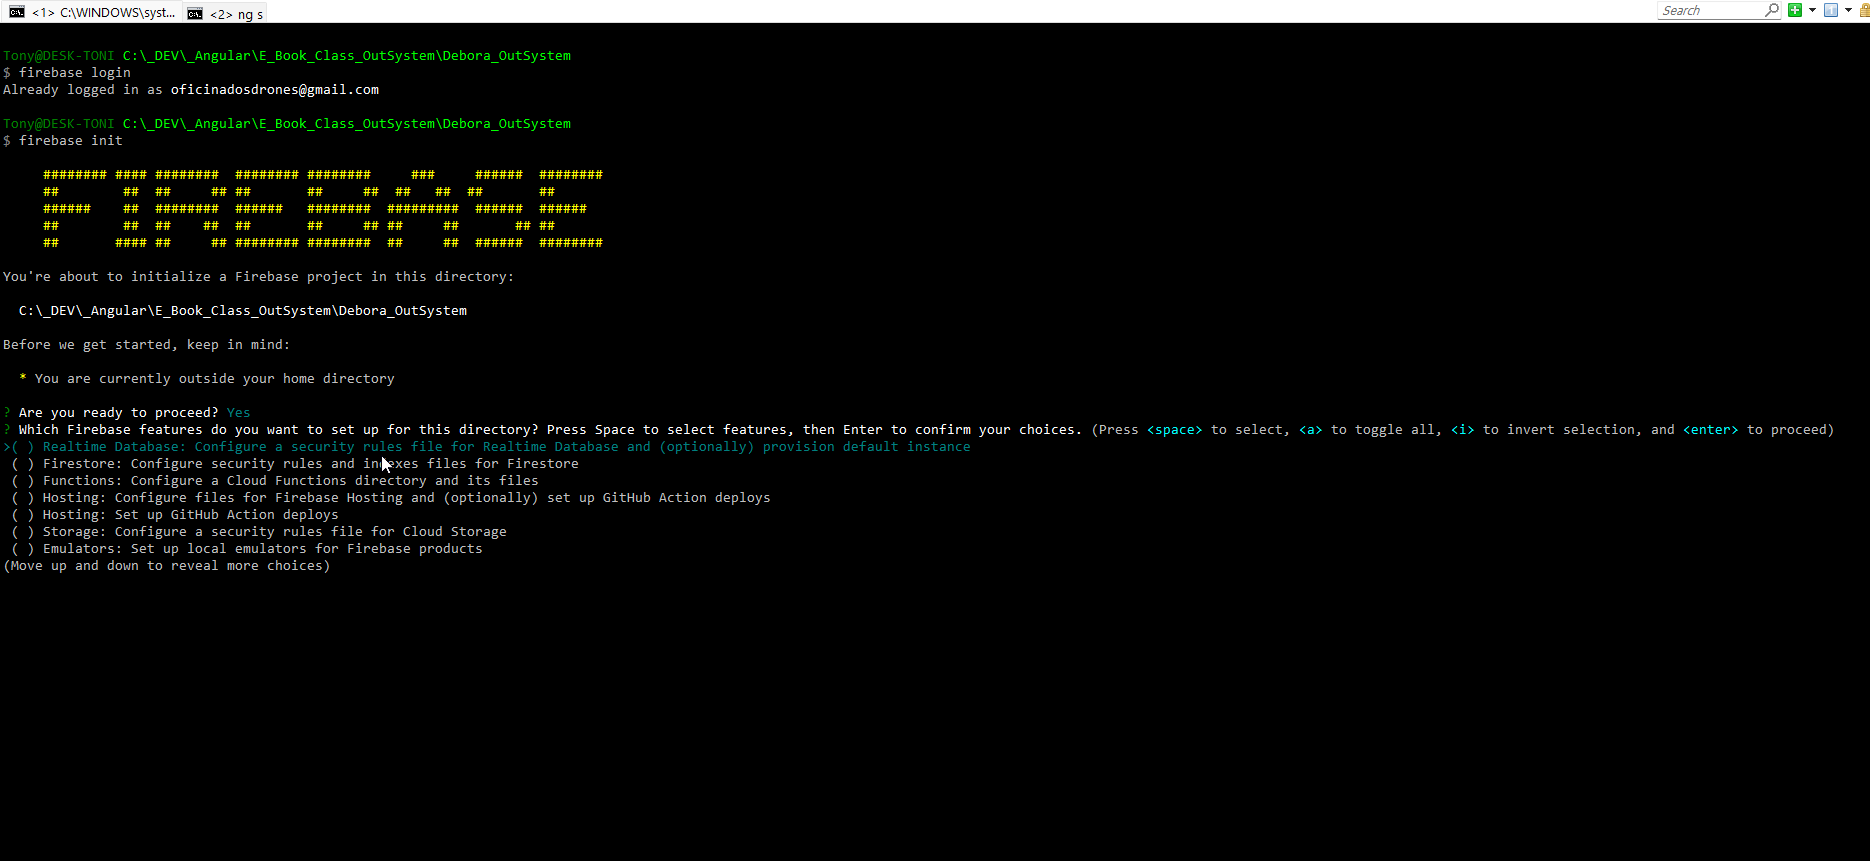 <1> C:\WINDOWS\syst... <2> ng s Search
Tony@DESK-TONI C:\_DEV\_Angular\E_Book_Class_OutSystem\Debora_OutSystem
$ firebase login
Already logged in as oficinadosdrones@gmail.com
Tony@DESK-TONI C:\_DEV\_Angular\E_Book_Class_OutSystem\Debora_OutSystem
$ firebase init
######## #### ########  ######## ########     ###     ######  ########
##        ##  ##     ## ##       ##     ##  ##   ##  ##       ##
######    ##  ########  ######   ########  #########  ######  ######
##        ##  ##    ##  ##       ##     ## ##     ##       ## ##
##       #### ##     ## ######## ########  ##     ##  ######  ########
You're about to initialize a Firebase project in this directory:
C:\_DEV\_Angular\E_Book_Class_OutSystem\Debora_OutSystem
Before we get started, keep in mind:
* You are currently outside your home directory
? Are you ready to proceed? Yes
? Which Firebase features do you want to set up for this directory? Press Space to select features, then Enter to confirm your choices. (Press <space> to select, <a> to toggle all, <i> to invert selection, and <enter> to proceed)
>( ) Realtime Database: Configure a security rules file for Realtime Database and (optionally) provision default instance
( ) Firestore: Configure security rules and indexes files for Firestore
( ) Functions: Configure a Cloud Functions directory and its files
( ) Hosting: Configure files for Firebase Hosting and (optionally) set up GitHub Action deploys
( ) Hosting: Set up GitHub Action deploys
( ) Storage: Configure a security rules file for Cloud Storage
( ) Emulators: Set up local emulators for Firebase products
(Move up and down to reveal more choices)